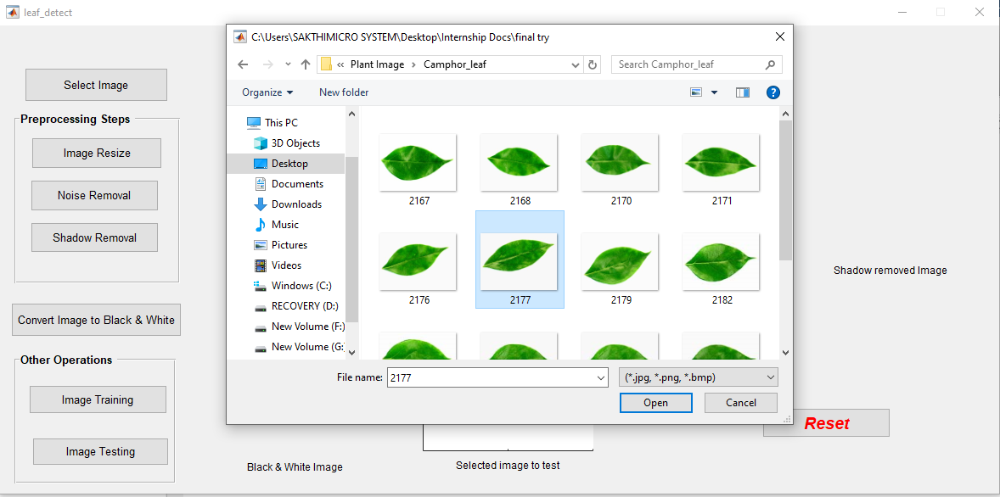 leaf_detect
Select Image
Preprocessing Steps
Image Resize
Noise Removal
Shadow Removal
Convert Image to Black & White
Other Operations
Image Training
Image Testing
C:\Users\SAKTHIMICRO SYSTEM\Desktop\Internship Docs\final try
« Plant Image > Camphor_leaf
Search Camphor_leaf
Organize
New folder
This PC
3D Objects
Desktop
Documents
Downloads
Music
Pictures
Videos
Windows (C:)
RECOVERY (D:)
New Volume (F:)
New Volume (G:
2167 2168 2170 2171
2176 2177 2179 2182
File name: 2177
(*.jpg, *.png, *.bmp)
Open
Cancel
Shadow removed Image
Reset
Black & White Image
Selected image to test